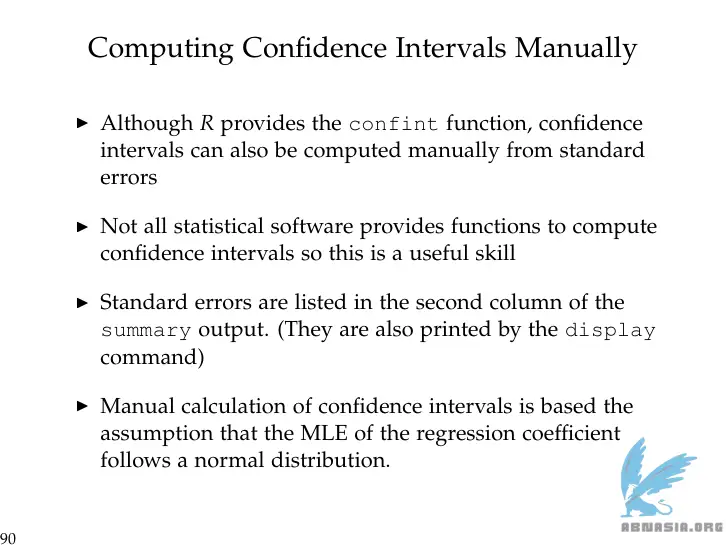 Computing Confidence Intervals Manually
▶ Although R provides the confint function, confidence
intervals can also be computed manually from standard
errors
▶ Not all statistical software provides functions to compute
confidence intervals so this is a useful skill
▶ Standard errors are listed in the second column of the
summary output. (They are also printed by the display
command)
▶ Manual calculation of confidence intervals is based the
assumption that the MLE of the regression coefficient
follows a normal distribution.
ABNASIA.ORG
90